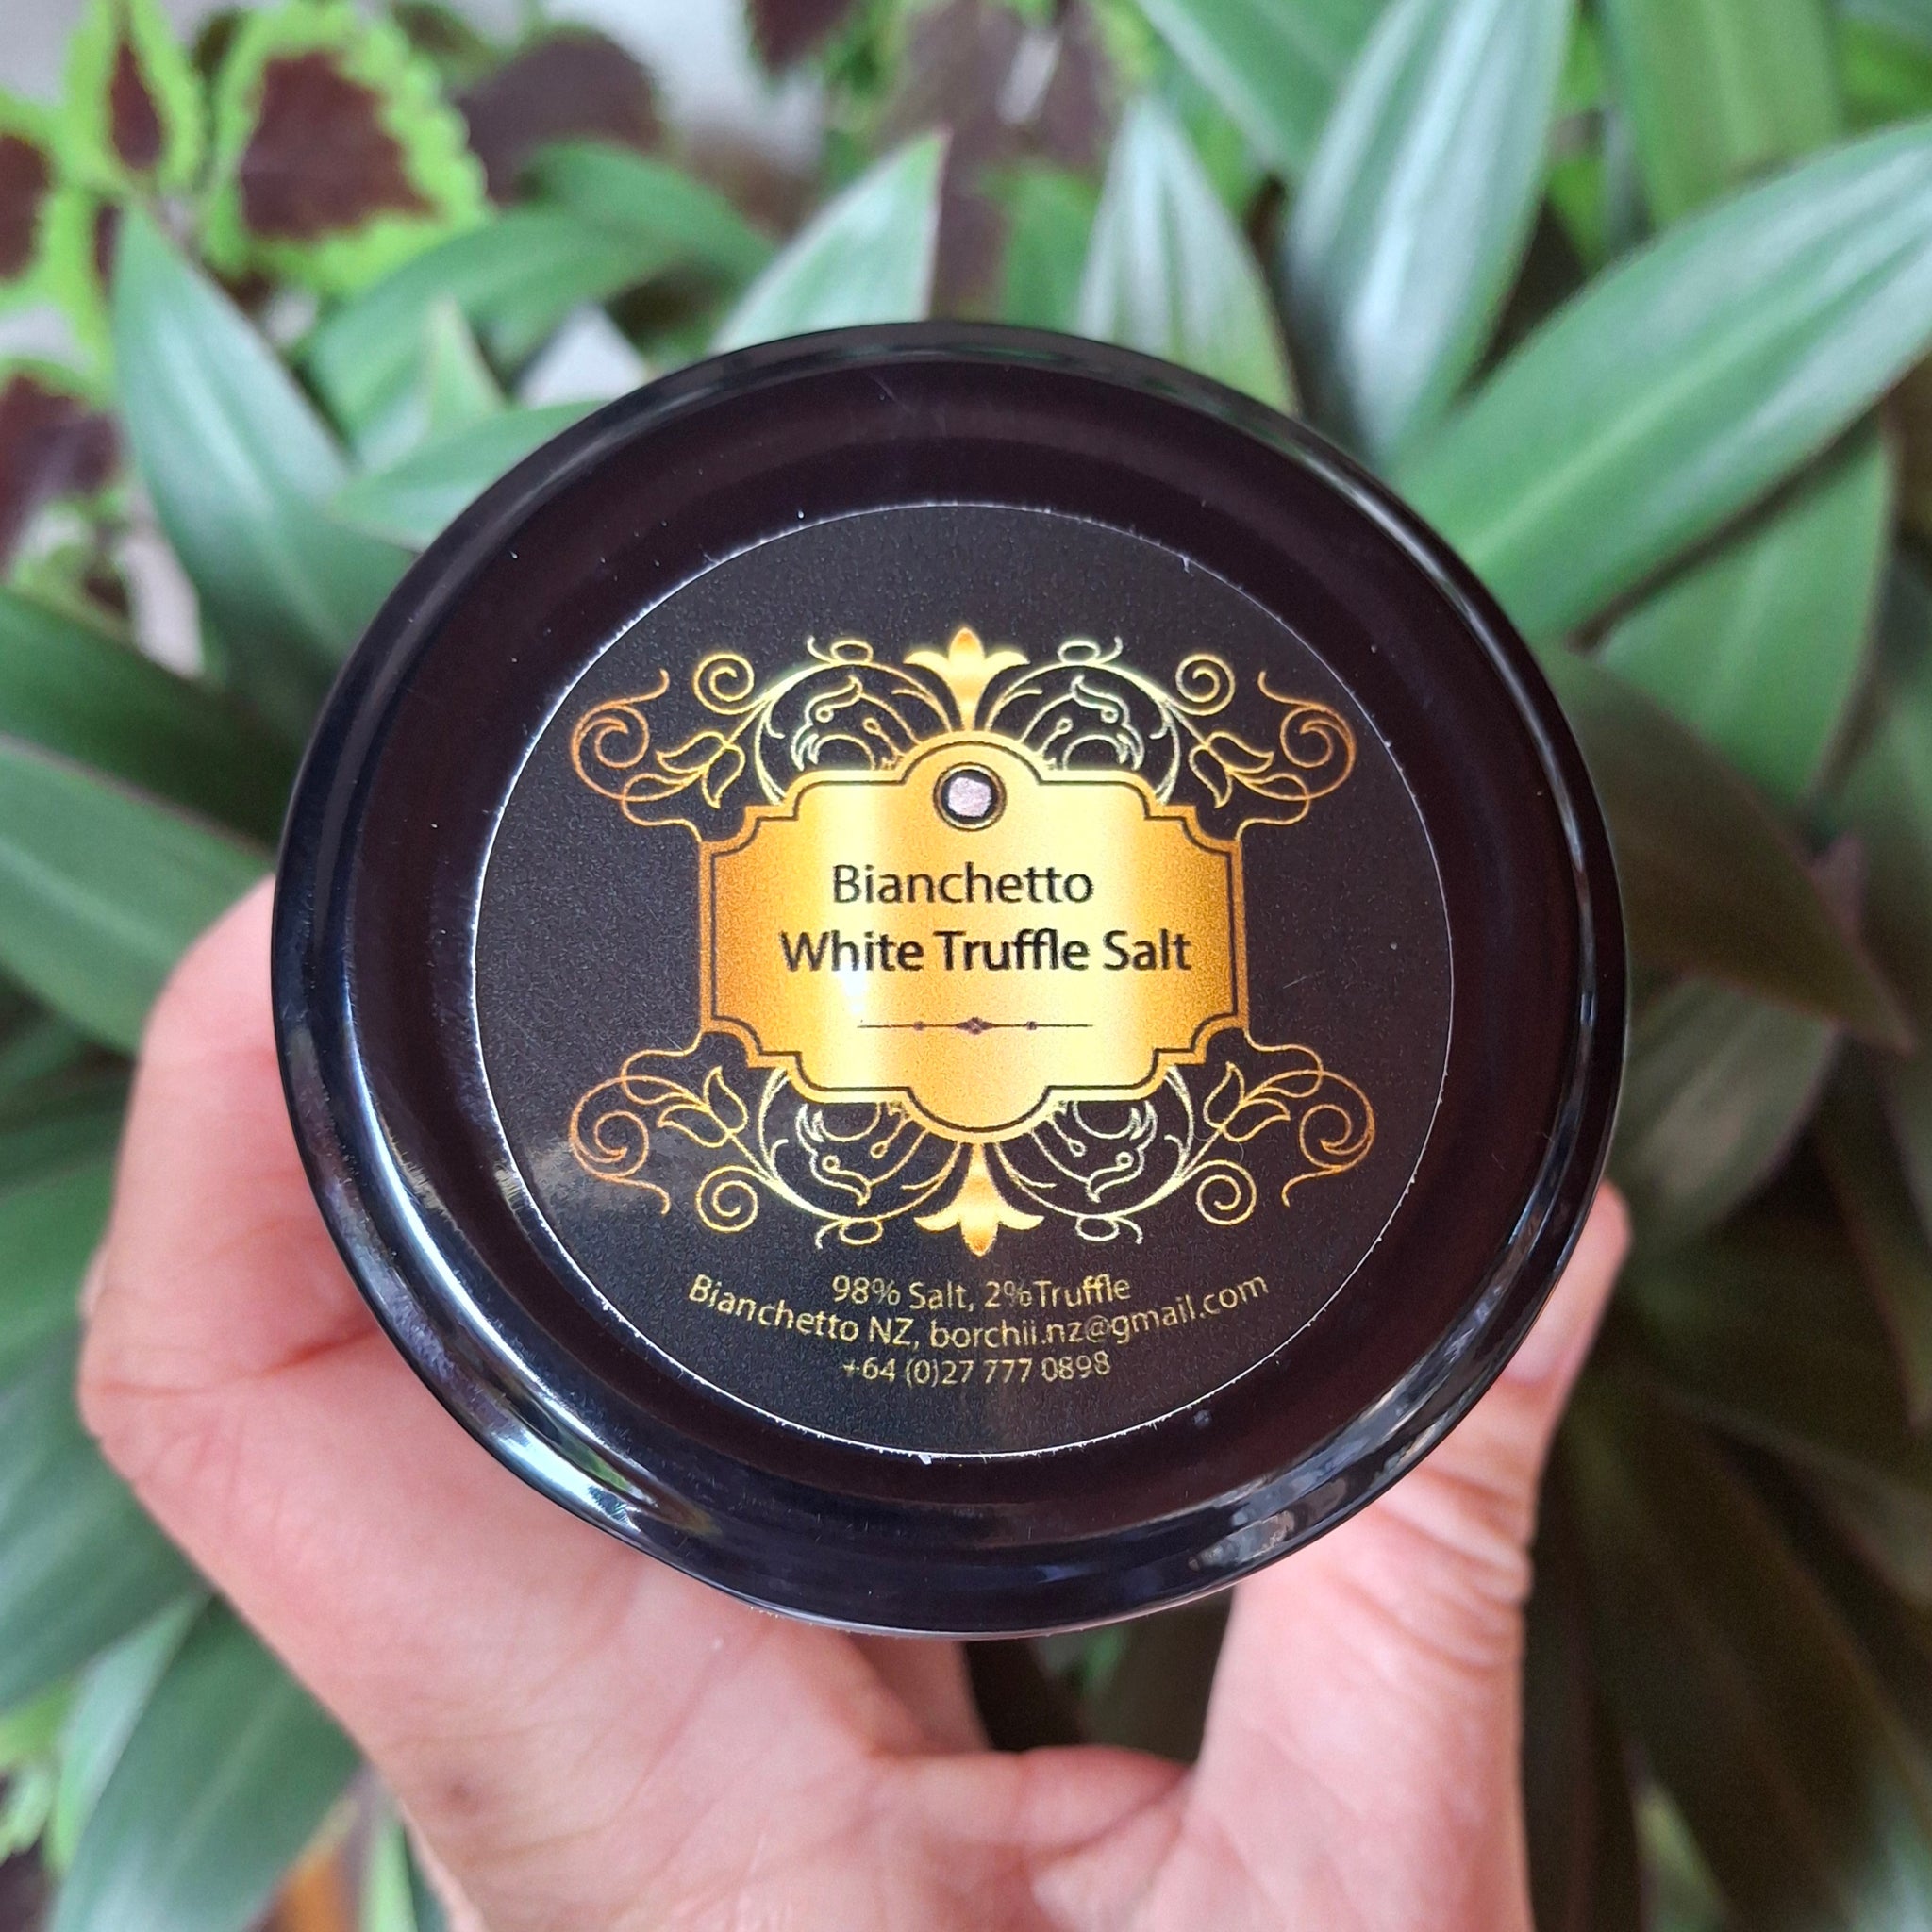 Bianchetto
White Truffle Salt
98% Salt, 2%Truffle
Bianchetto NZ, borchii.nz@gmail.com
+64 (0)27 777 0898